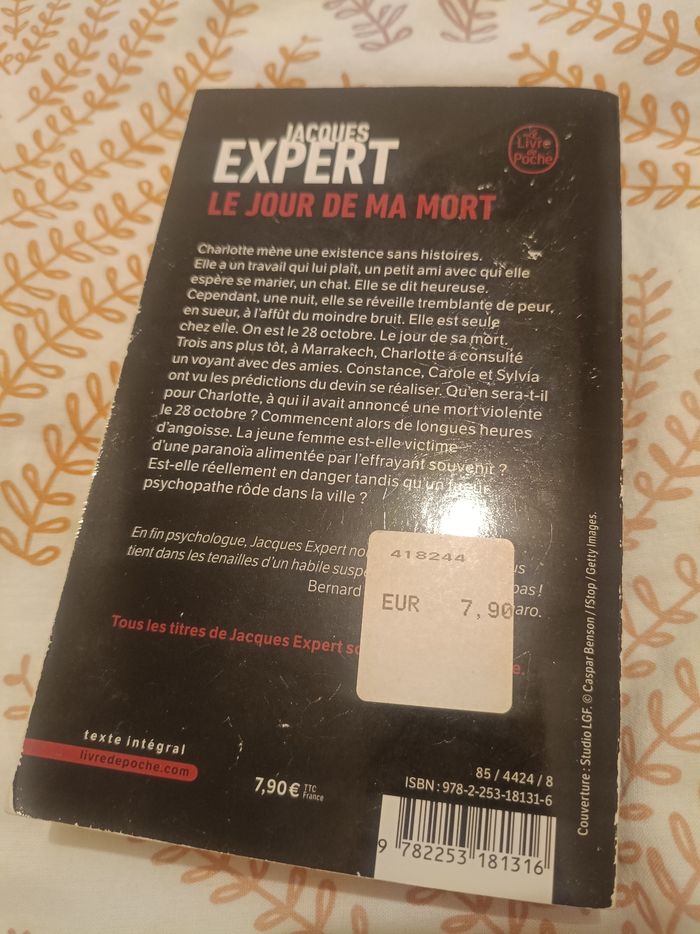 JACQUES
EXPERT
LE JOUR DE MA MORT
Le
Livre
de
Poche
Charlotte mène une existence sans histoires.
Elle a un travail qui lui plaît, un petit ami avec qui elle
espère se marier, un chat. Elle se dit heureuse.
Cependant, une nuit, elle se réveille tremblante de peur,
en sueur, à l'affût du moindre bruit. Elle est seule
chez elle. On est le 28 octobre. Le jour de sa mort.
Trois ans plus tôt, à Marrakech, Charlotte a consulté
un voyant avec des amies. Constance, Carole et Sylvia
ont vu les prédictions du devin se réaliser. Qu'en sera-t-il
pour Charlotte, à qui il avait annoncé une mort violente
le 28 octobre ? Commencent alors de longues heures
d'angoisse. La jeune femme est-elle victime
d'une paranoïa alimentée par l'effrayant souvenir ?
Est-elle réellement en danger tandis qu'un tueur
psychopathe rôde dans la ville ?
En fin psychologue, Jacques Expert
tient dans les tenailles d'un habile pas !
Bernard
418244
EUR 7,90
Tous les titres de Jacques Expert
texte intégral
livredepoche.com
7,90 € TTC
France
85 / 4424 / 8
ISBN : 978-2-253-18131-6
9 782253 181316
Couverture : Studio LGF. © Caspar Benson / fStop / Getty Images.